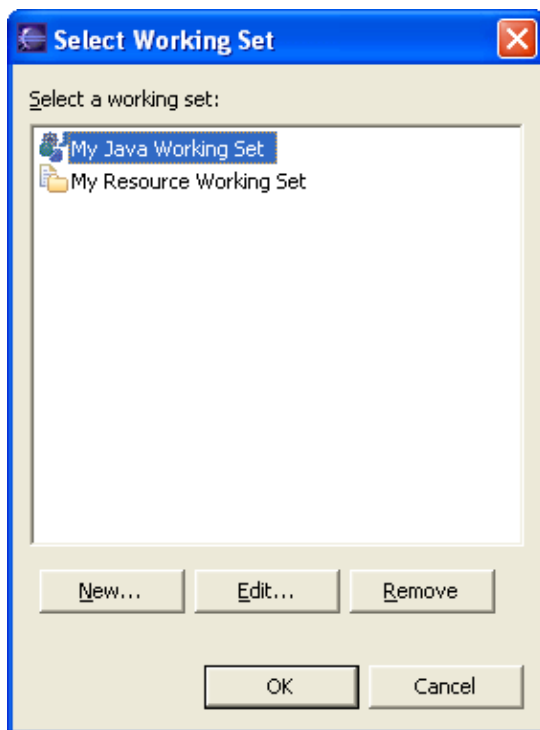 Select Working Set
Select a working set:
My Java Working Set
My Resource Working Set
New... Edit... Remove
OK Cancel